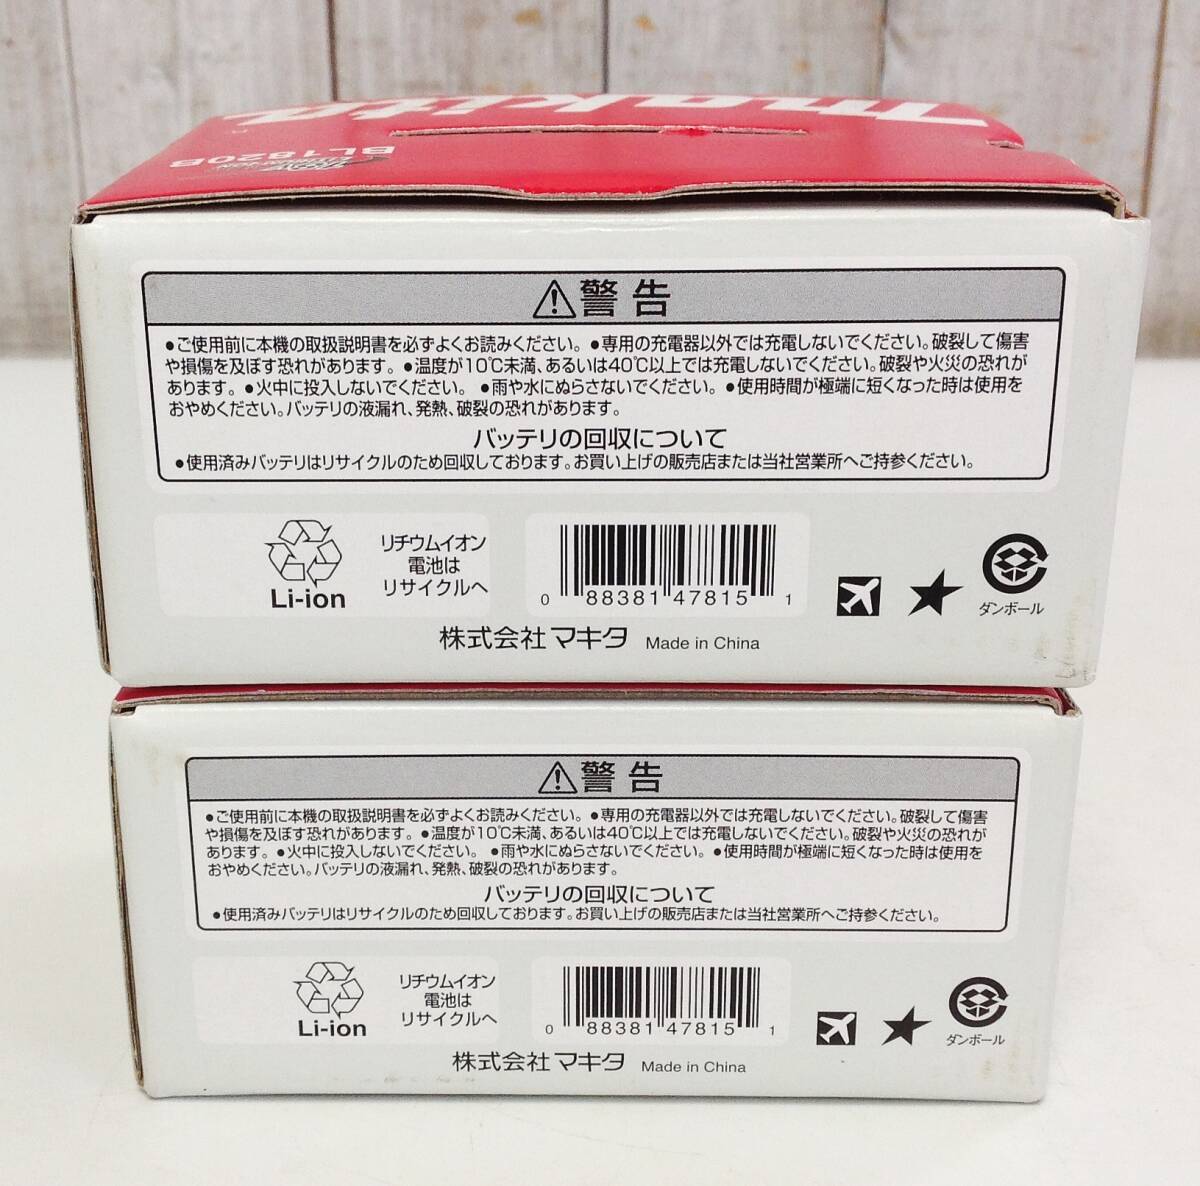 makita
BL1820B
LITHIUM-ION
警告
●ご使用前に本機の取扱説明書を必ずよくお読みください。 ●専用の充電器以外では充電しないでください。破裂して傷害
や損傷を及ぼす恐れがあります。 ●温度が10℃未満、あるいは40℃以上では充電しないでください。破裂や火災の恐れが
あります。 ●火中に投入しないでください。 ●雨や水にぬらさないでください。 ●使用時間が極端に短くなった時は使用を
おやめください。バッテリの液漏れ、発熱、破裂の恐れがあります。
バッテリの回収について
●使用済みバッテリはリサイクルのため回収しております。お買い上げの販売店または当社営業所へご持参ください。
リチウムイオン
電池は
リサイクルへ
Li-ion
0 88381 47815 1
ダンボール
株式会社マキタ Made in China
警告
●ご使用前に本機の取扱説明書を必ずよくお読みください。 ●専用の充電器以外では充電しないでください。破裂して傷害
や損傷を及ぼす恐れがあります。 ●温度が10℃未満、あるいは40℃以上では充電しないでください。破裂や火災の恐れが
あります。 ●火中に投入しないでください。 ●雨や水にぬらさないでください。 ●使用時間が極端に短くなった時は使用を
おやめください。バッテリの液漏れ、発熱、破裂の恐れがあります。
バッテリの回収について
●使用済みバッテリはリサイクルのため回収しております。お買い上げの販売店または当社営業所へご持参ください。
リチウムイオン
電池は
リサイクルへ
Li-ion
0 88381 47815 1
ダンボール
株式会社マキタ Made in China